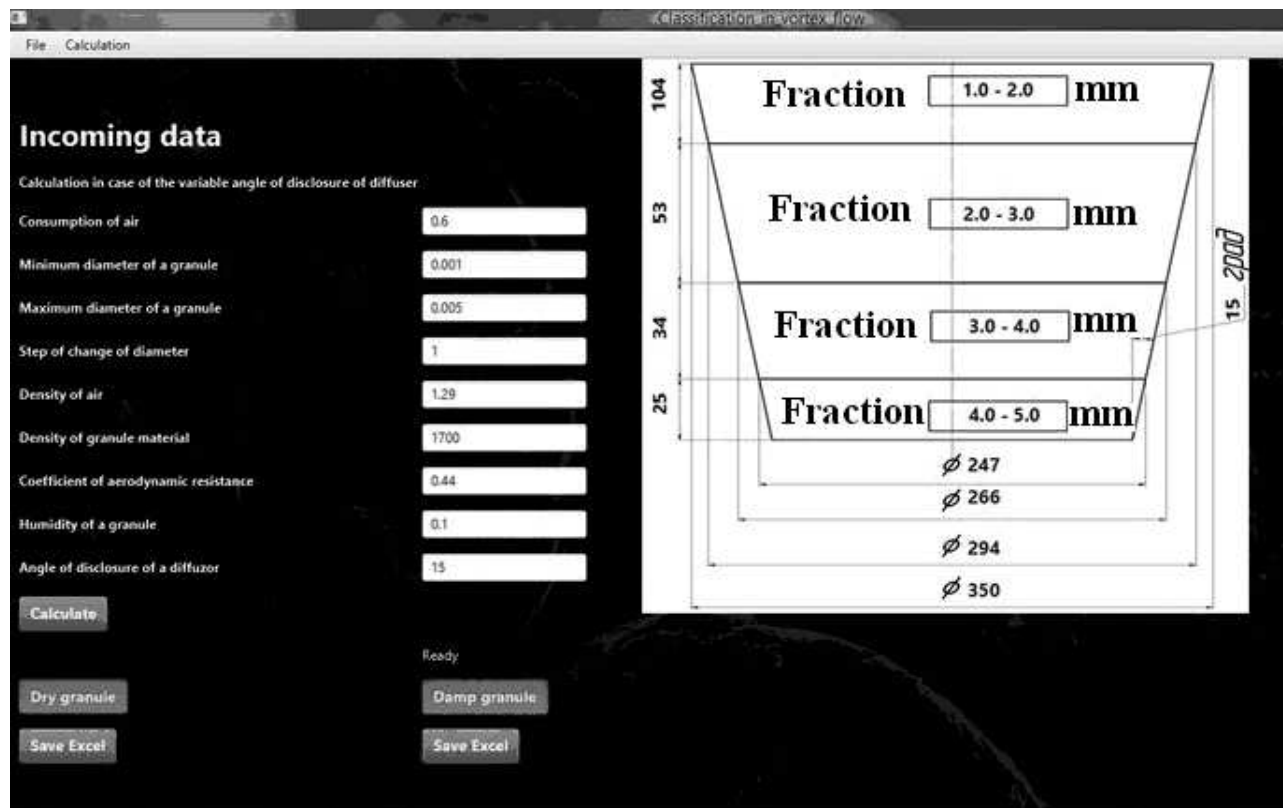 Classification in vortex flow
File Calculation
Incoming data
Calculation in case of the variable angle of disclosure of diffuser
Consumption of air 0.6
Minimum diameter of a granule 0.001
Maximum diameter of a granule 0.005
Step of change of diameter 1
Density of air 1.29
Density of granule material 1700
Coefficient of aerodynamic resistance 0.44
Humidity of a granule 0.1
Angle of disclosure of a diffuzor 15
Calculate
Ready
Dry granule Damp granule
Save Excel Save Excel
104 Fraction 1.0 - 2.0 mm
53 Fraction 2.0 - 3.0 mm
34 Fraction 3.0 - 4.0 mm
25 Fraction 4.0 - 5.0 mm
15 град
⌀ 247
⌀ 266
⌀ 294
⌀ 350